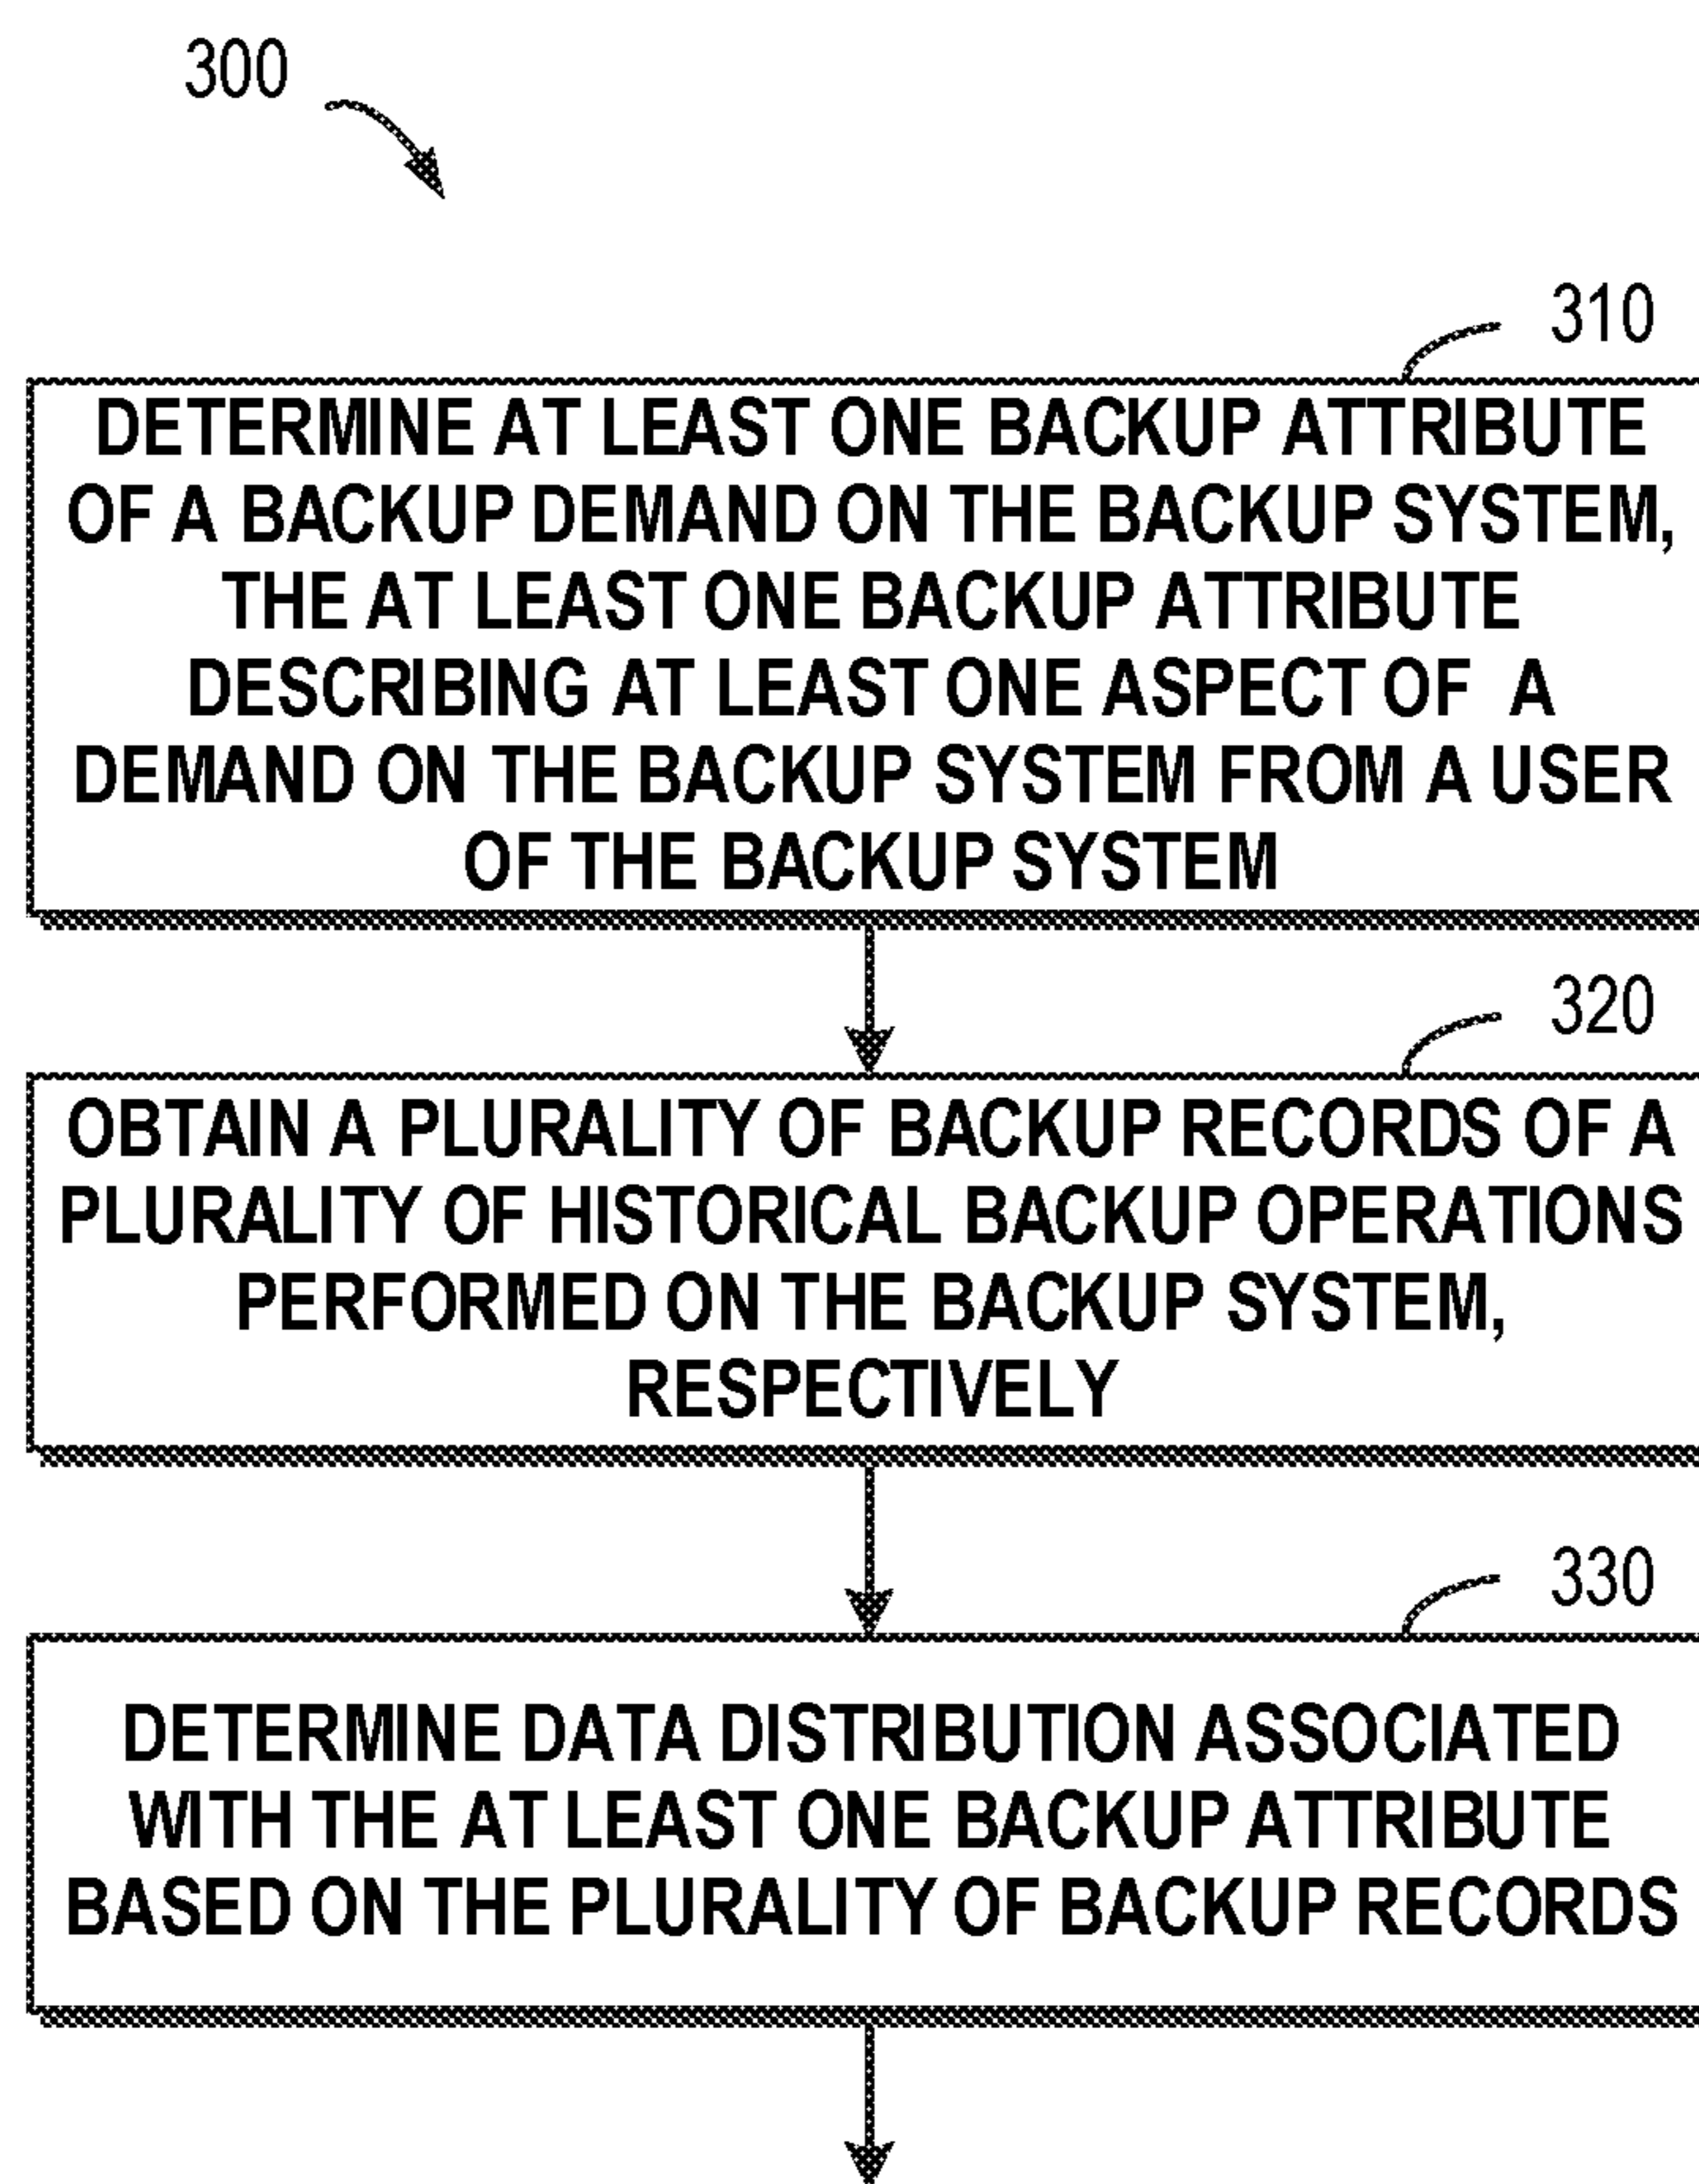 300
310
DETERMINE AT LEAST ONE BACKUP ATTRIBUTE
OF A BACKUP DEMAND ON THE BACKUP SYSTEM,
THE AT LEAST ONE BACKUP ATTRIBUTE
DESCRIBING AT LEAST ONE ASPECT OF A
DEMAND ON THE BACKUP SYSTEM FROM A USER
OF THE BACKUP SYSTEM
320
OBTAIN A PLURALITY OF BACKUP RECORDS OF A
PLURALITY OF HISTORICAL BACKUP OPERATIONS
PERFORMED ON THE BACKUP SYSTEM,
RESPECTIVELY
330
DETERMINE DATA DISTRIBUTION ASSOCIATED
WITH THE AT LEAST ONE BACKUP ATTRIBUTE
BASED ON THE PLURALITY OF BACKUP RECORDS